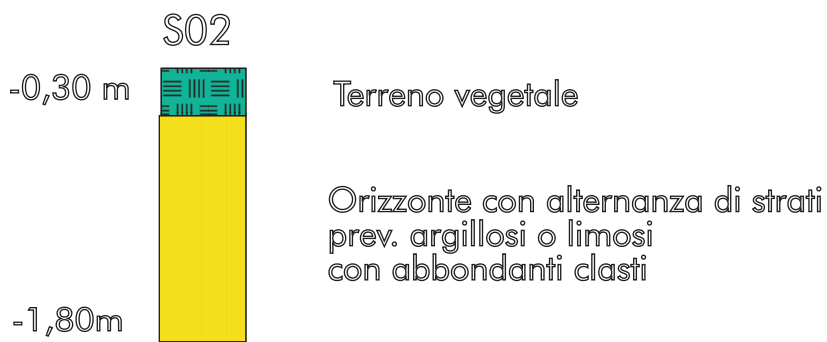 S02
-0,30 m
Terreno vegetale
Orizzonte con alternanza di strati
prev. argillosi o limosi
con abbondanti clasti
-1,80m